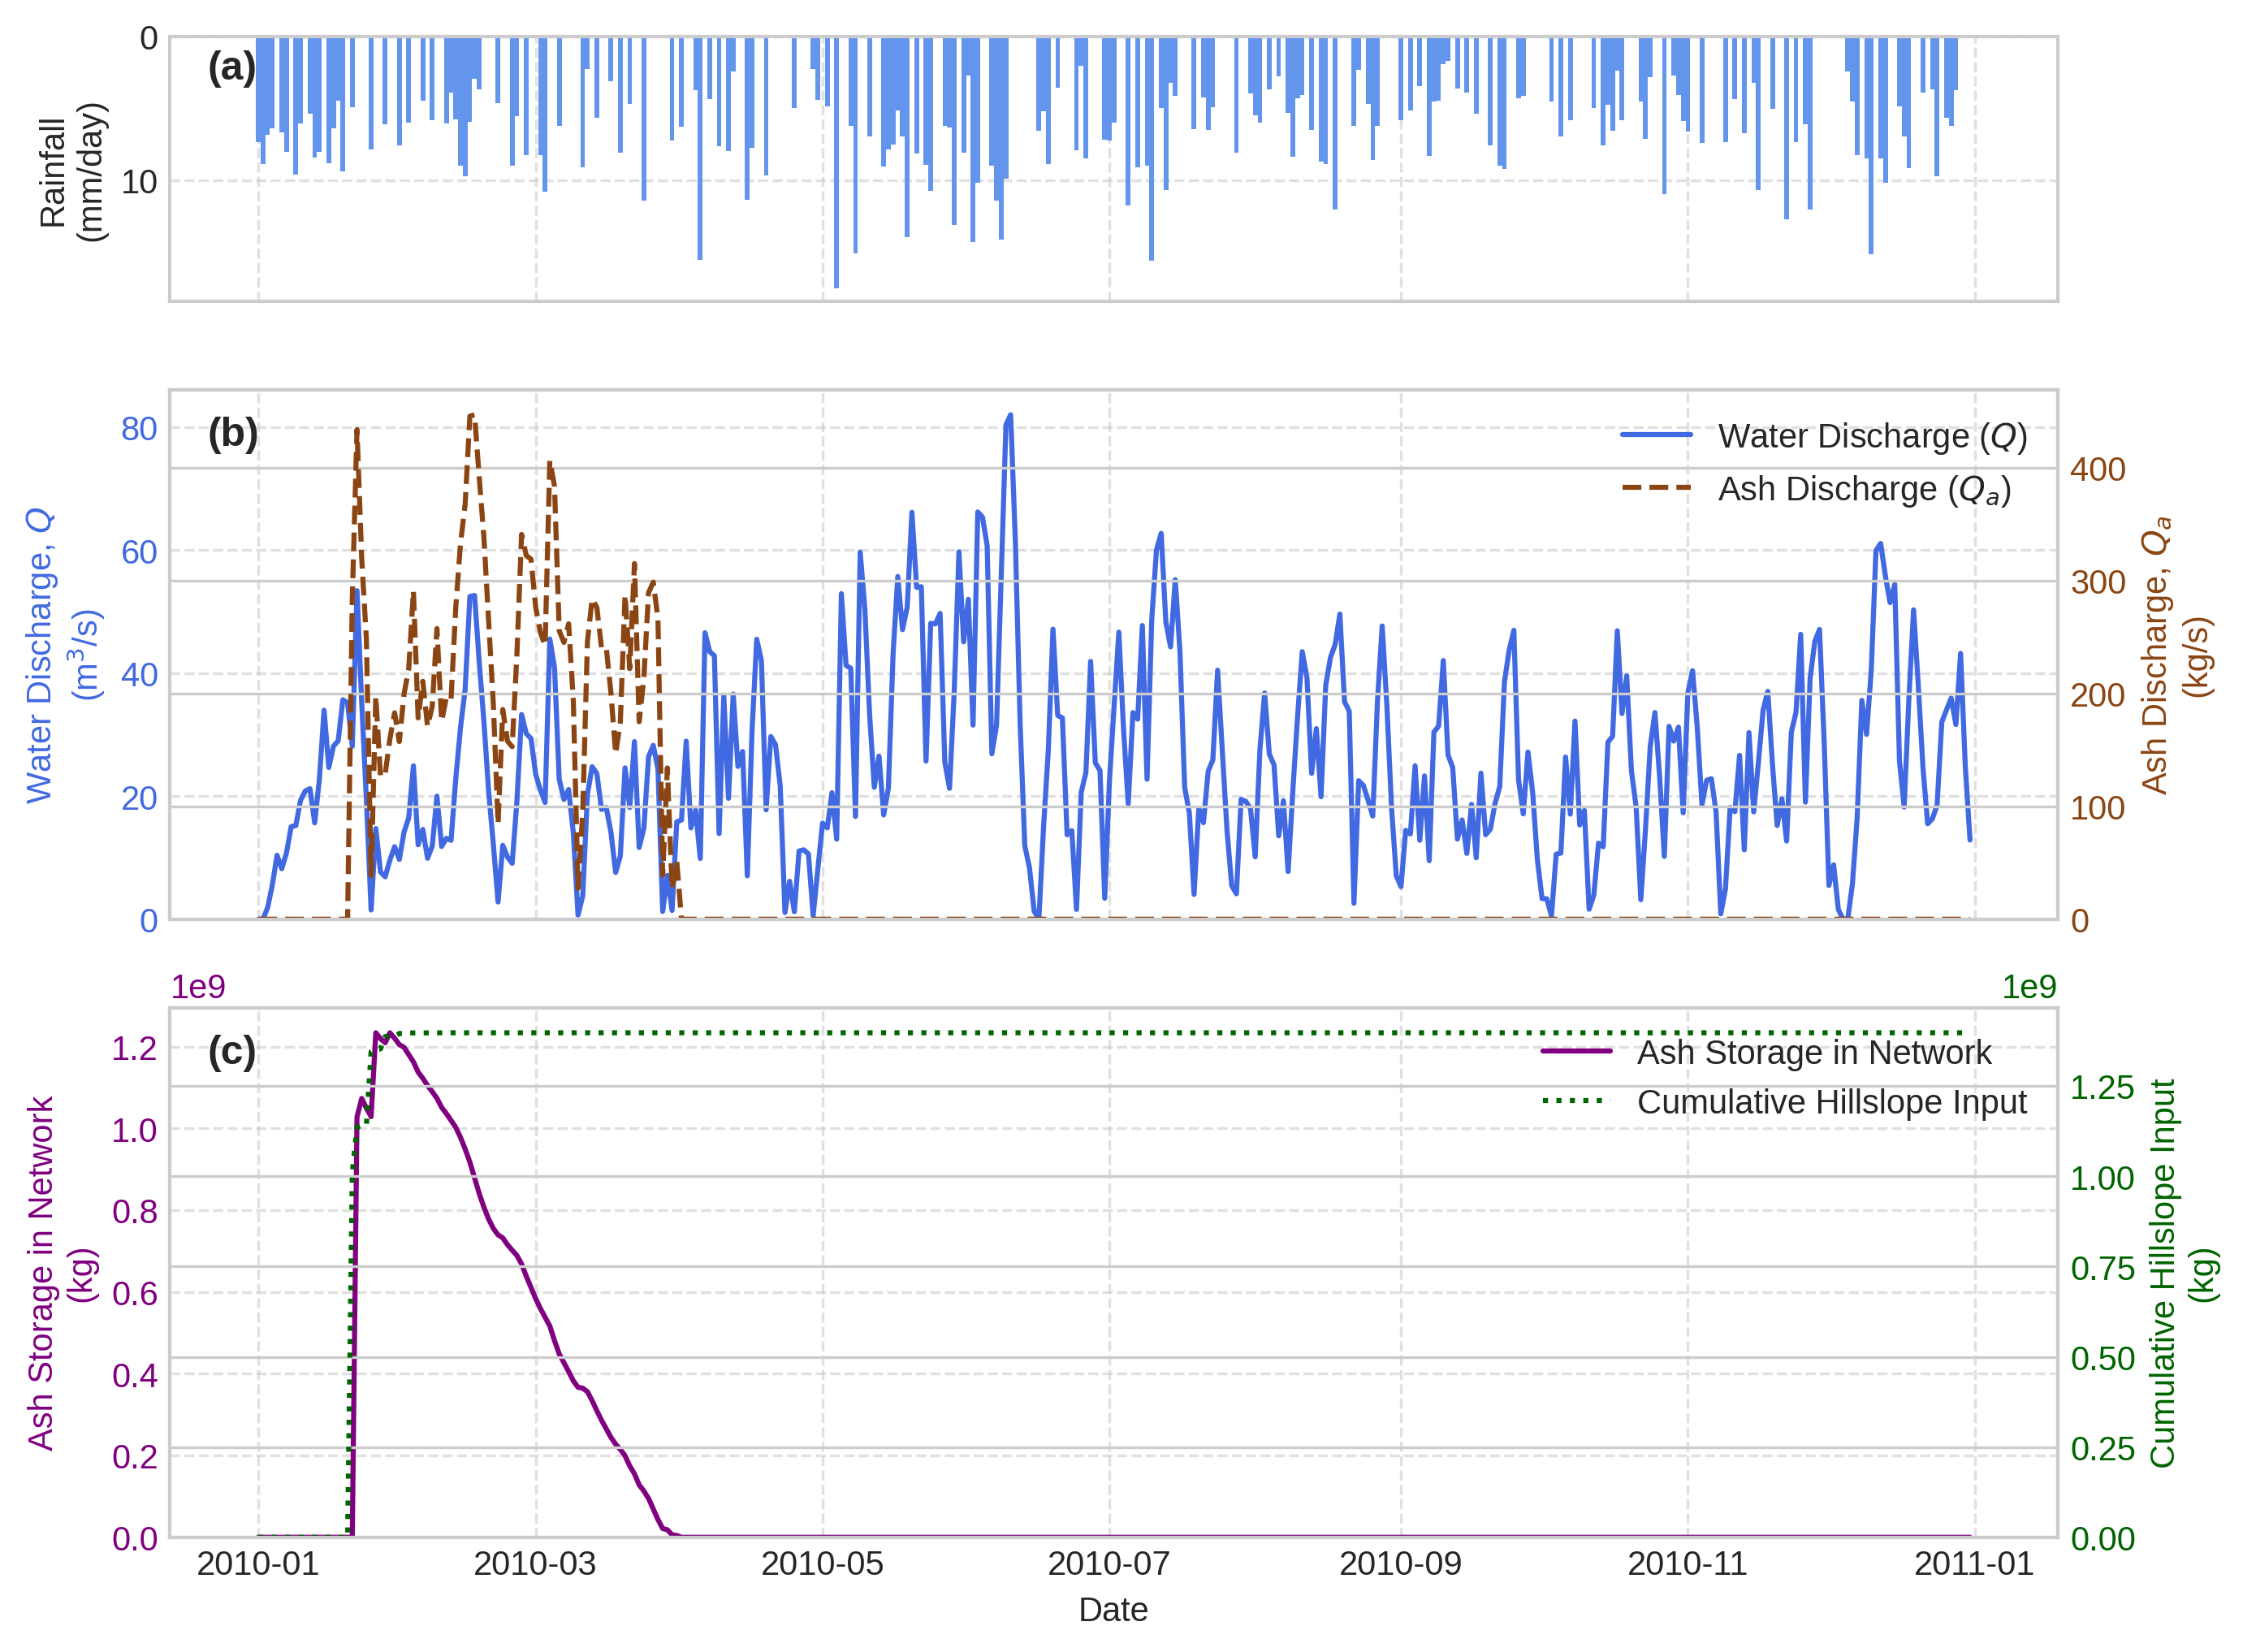 0
10
Rainfall
(mm/day)
(a)
80
60
40
20
0
Water Discharge, Q
(m³/s)
(b)
Water Discharge (Q)
Ash Discharge (Qₐ)
400
300
200
100
0
Ash Discharge, Qₐ
(kg/s)
1e9
1e9
1.2
1.0
0.8
0.6
0.4
0.2
0.0
Ash Storage in Network
(kg)
(c)
Ash Storage in Network
Cumulative Hillslope Input
1.25
1.00
0.75
0.50
0.25
0.00
Cumulative Hillslope Input
(kg)
2010-01 2010-03 2010-05 2010-07 2010-09 2010-11 2011-01
Date